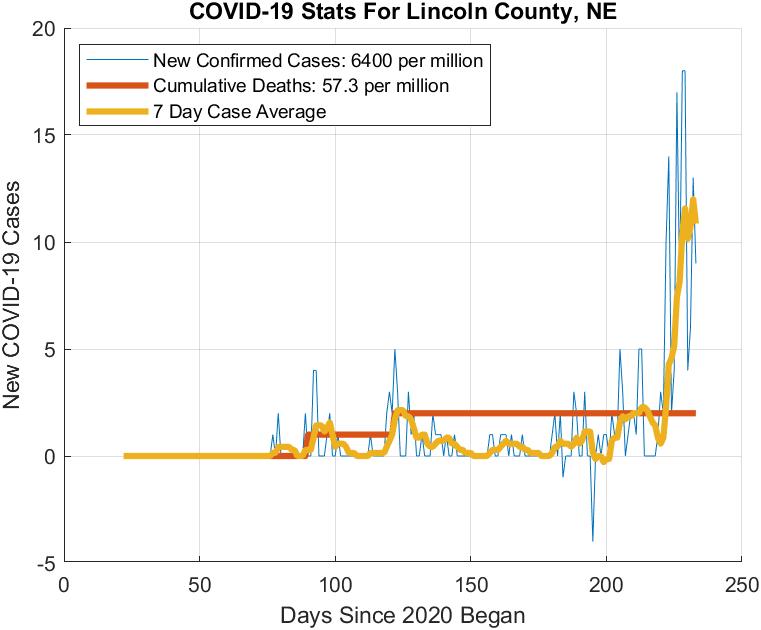 COVID-19 Stats For Lincoln County, NE
New Confirmed Cases: 6400 per million
Cumulative Deaths: 57.3 per million
7 Day Case Average
New COVID-19 Cases
20
15
10
5
0
-5
0 50 100 150 200 250
Days Since 2020 Began